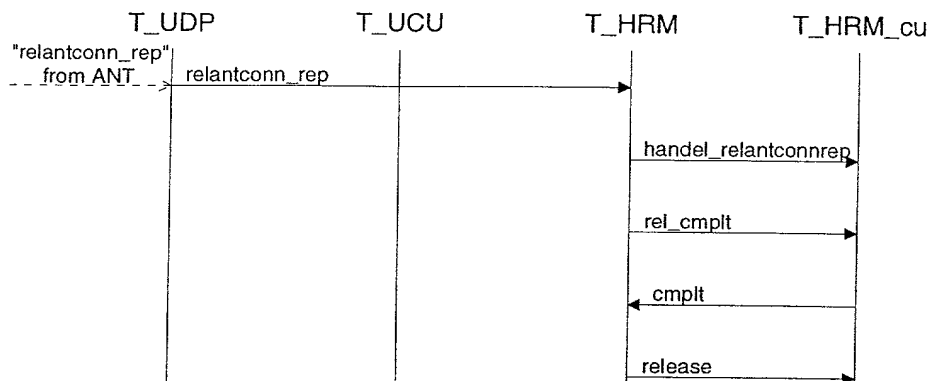 T_UDP T_UCU T_HRM T_HRM_cu
"relantconn_rep"
from ANT relantconn_rep
handel_relantconnrep
rel_cmplt
cmplt
release